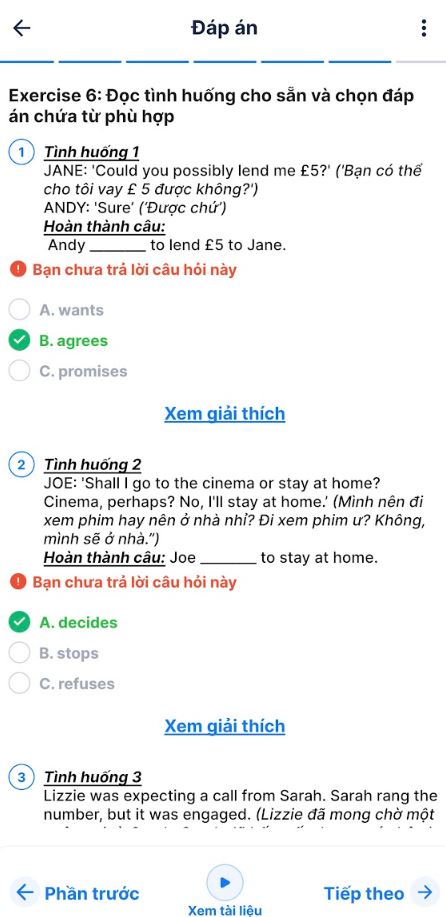 Đáp án
Exercise 6: Đọc tình huống cho sẵn và chọn đáp
án chứa từ phù hợp
1 Tình huống 1
JANE: 'Could you possibly lend me £5?' ('Bạn có thể
cho tôi vay £ 5 được không?')
ANDY: 'Sure' ('Được chứ')
Hoàn thành câu:
Andy ________ to lend £5 to Jane.
Bạn chưa trả lời câu hỏi này
A. wants
B. agrees
C. promises
Xem giải thích
2 Tình huống 2
JOE: 'Shall I go to the cinema or stay at home?
Cinema, perhaps? No, I'll stay at home.' (Mình nên đi
xem phim hay nên ở nhà nhỉ? Đi xem phim ư? Không,
mình sẽ ở nhà.")
Hoàn thành câu: Joe ________ to stay at home.
Bạn chưa trả lời câu hỏi này
A. decides
B. stops
C. refuses
Xem giải thích
3 Tình huống 3
Lizzie was expecting a call from Sarah. Sarah rang the
number, but it was engaged. (Lizzie đã mong chờ một
Phần trước
Xem tài liệu
Tiếp theo